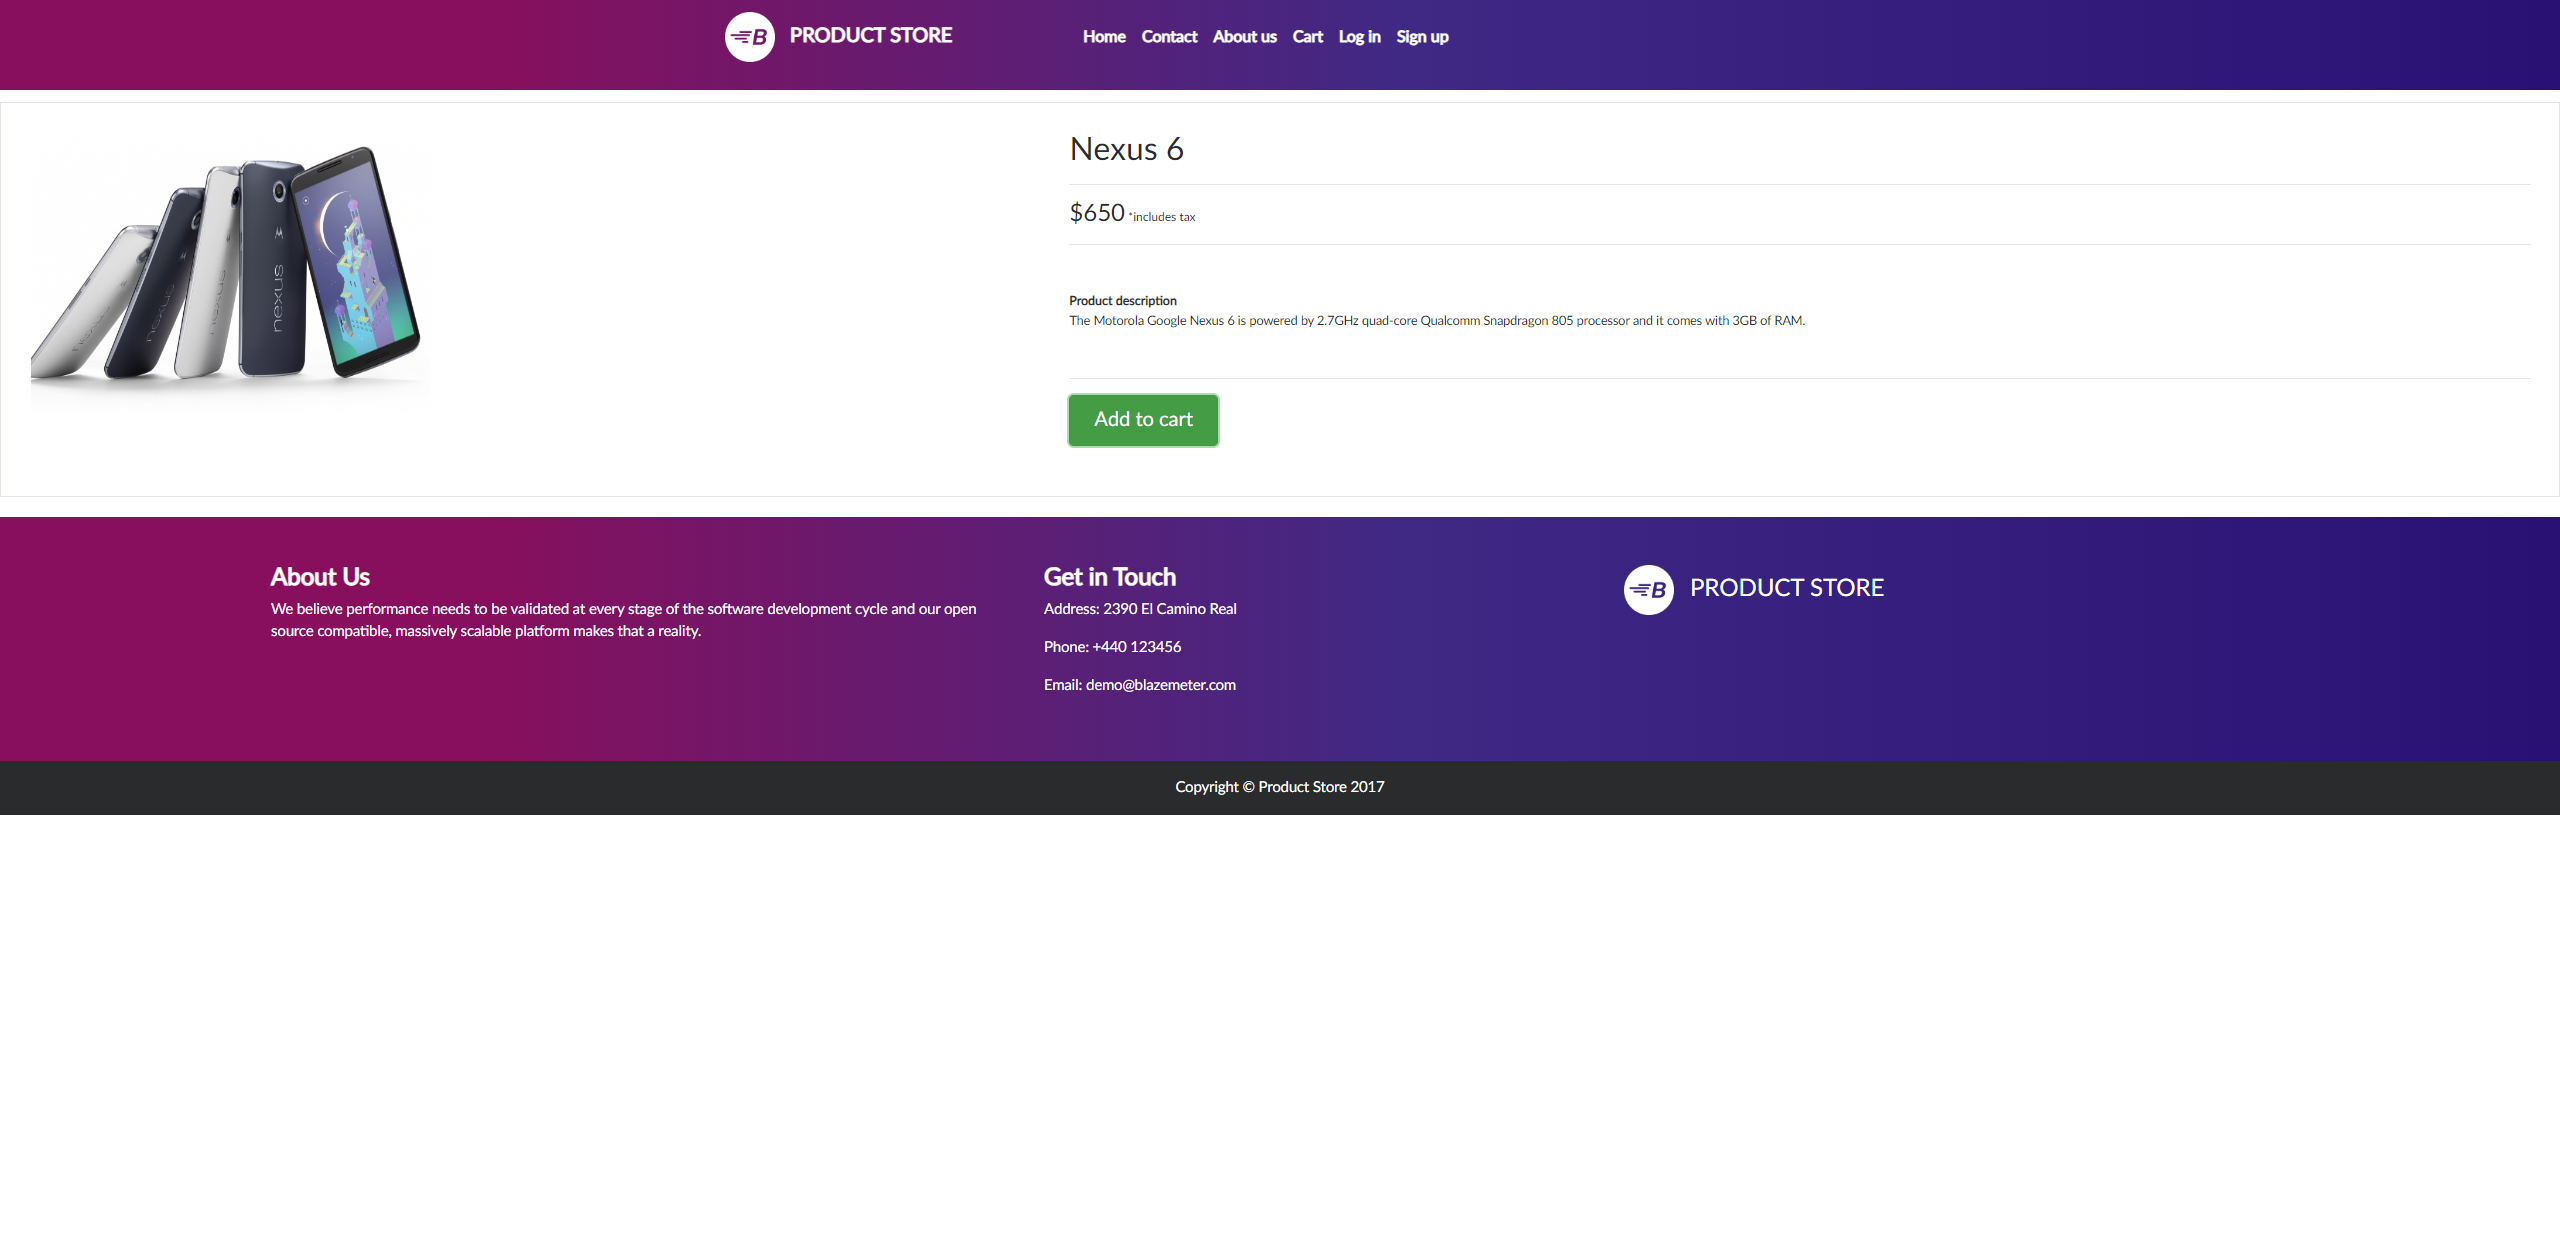 B PRODUCT STORE Home Contact About us Cart Log in Sign up
nexus
nexus
nexus
nexus
Nexus 6
$650 *includes tax
Product description
The Motorola Google Nexus 6 is powered by 2.7GHz quad-core Qualcomm Snapdragon 805 processor and it comes with 3GB of RAM.
Add to cart
About Us
We believe performance needs to be validated at every stage of the software development cycle and our open
source compatible, massively scalable platform makes that a reality.
Get in Touch
Address: 2390 El Camino Real
Phone: +440 123456
Email: demo@blazemeter.com
B PRODUCT STORE
Copyright © Product Store 2017